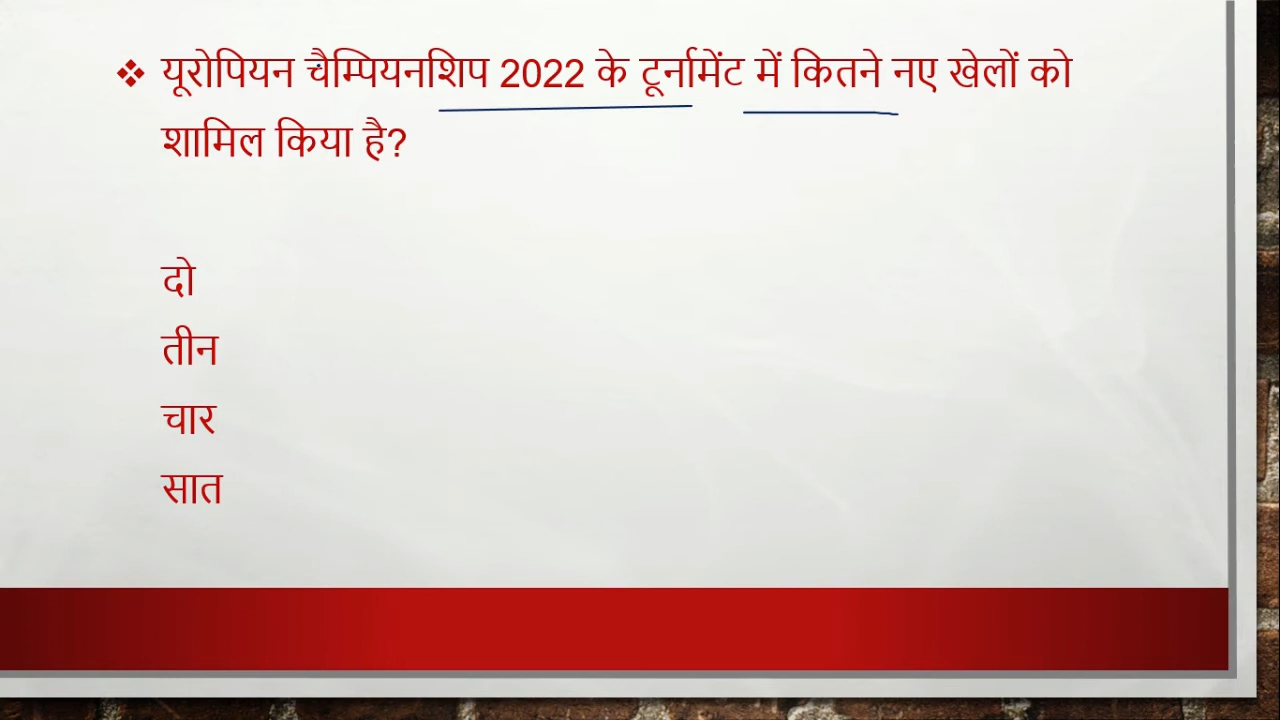 ❖ यूरोपियन चैम्पियनशिप 2022 के टूर्नामेंट में कितने नए खेलों को
शामिल किया है?
दो
तीन
चार
सात